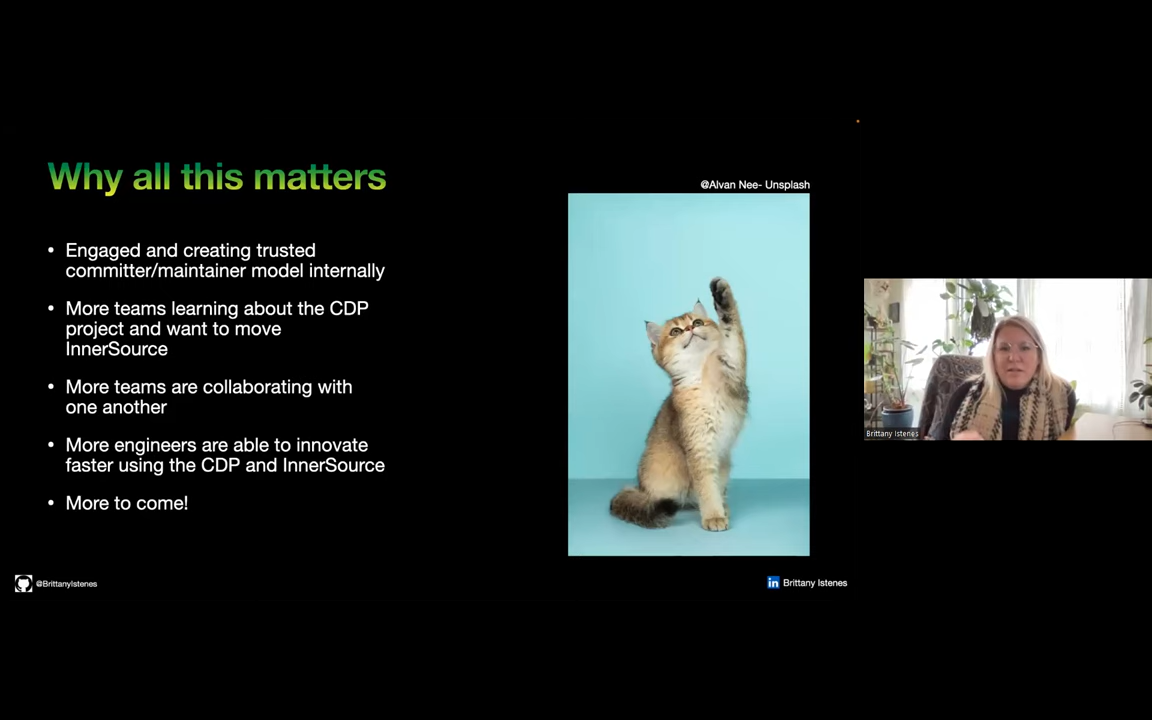 Why all this matters
@Alvan Nee- Unsplash
• Engaged and creating trusted
committer/maintainer model internally
• More teams learning about the CDP
project and want to move
InnerSource
• More teams are collaborating with
one another
• More engineers are able to innovate
faster using the CDP and InnerSource
• More to come!
Brittany Istenes
@BrittanyIstenes
in Brittany Istenes